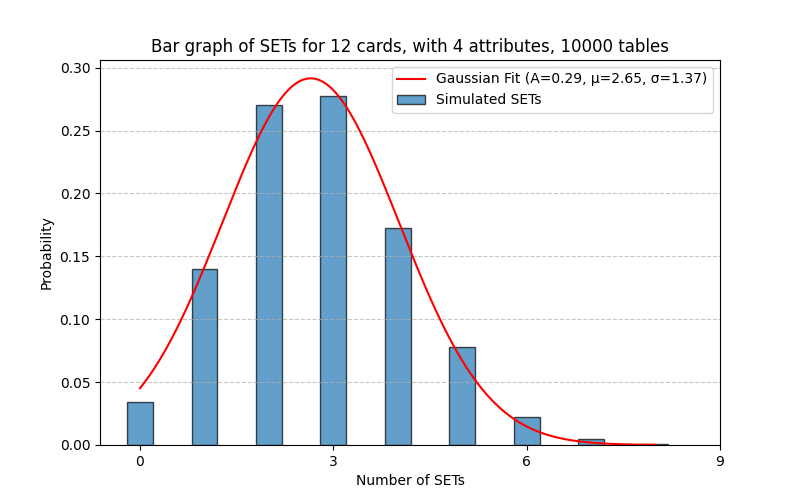 Bar graph of SETs for 12 cards, with 4 attributes, 10000 tables
Gaussian Fit (A=0.29, μ=2.65, σ=1.37)
Simulated SETs
0.30
0.25
0.20
0.15
0.10
0.05
0.00
Probability
0 3 6 9
Number of SETs